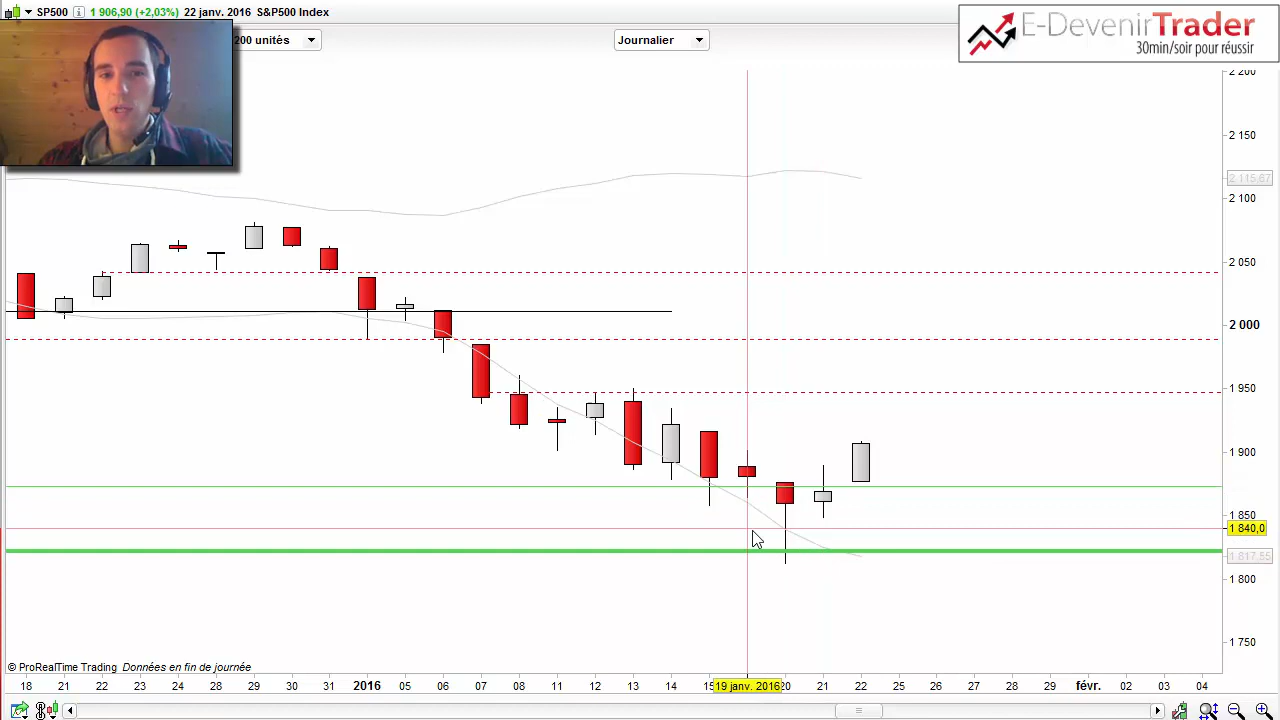 SP500 1 906,90 (+2,03%) 22 janv. 2016 S&P500 Index
200 unités
Journalier
E-DevenirTrader
30min/soir pour réussir
2 200
2 150
2 115,67
2 100
2 050
2 000
1 950
1 900
1 850
1 840,0
1 817,55
1 800
1 750
© ProRealTime Trading Données en fin de journée
18 21 22 23 24 28 29 30 31 2016 05 06 07 08 11 12 13 14 15 19 janv. 2016 20 21 22 25 26 27 28 29 févr. 02 03 04